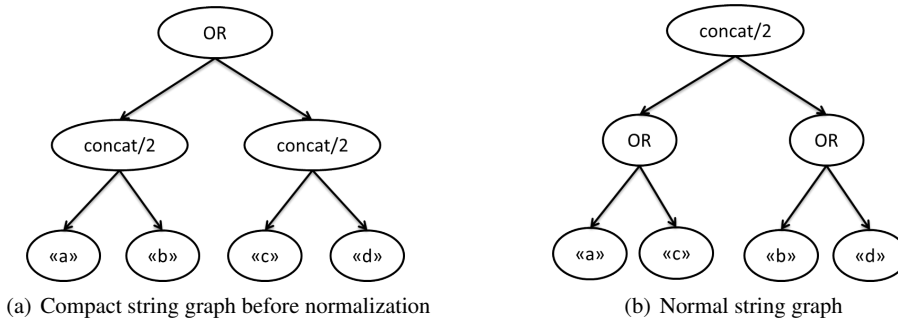 OR
concat/2
concat/2
«a»
«b»
«c»
«d»
(a) Compact string graph before normalization
concat/2
OR
OR
«a»
«c»
«b»
«d»
(b) Normal string graph